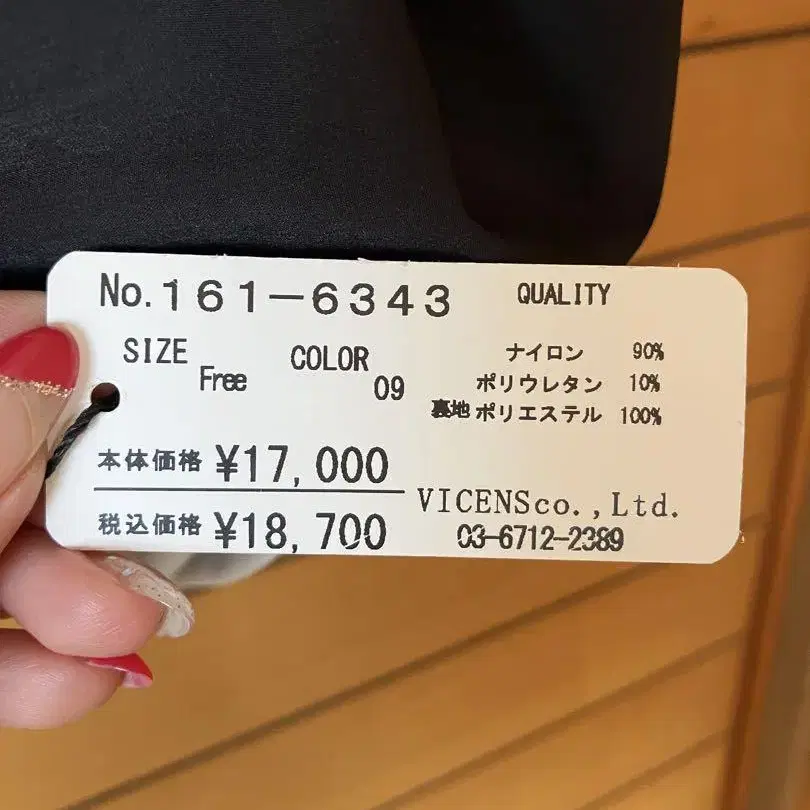 No.161-6343
QUALITY
SIZE Free
COLOR 09
ナイロン 90%
ポリウレタン 10%
裏地 ポリエステル 100%
本体価格 ¥17,000
税込価格 ¥18,700
VICENSco.,Ltd.
03-6712-2389